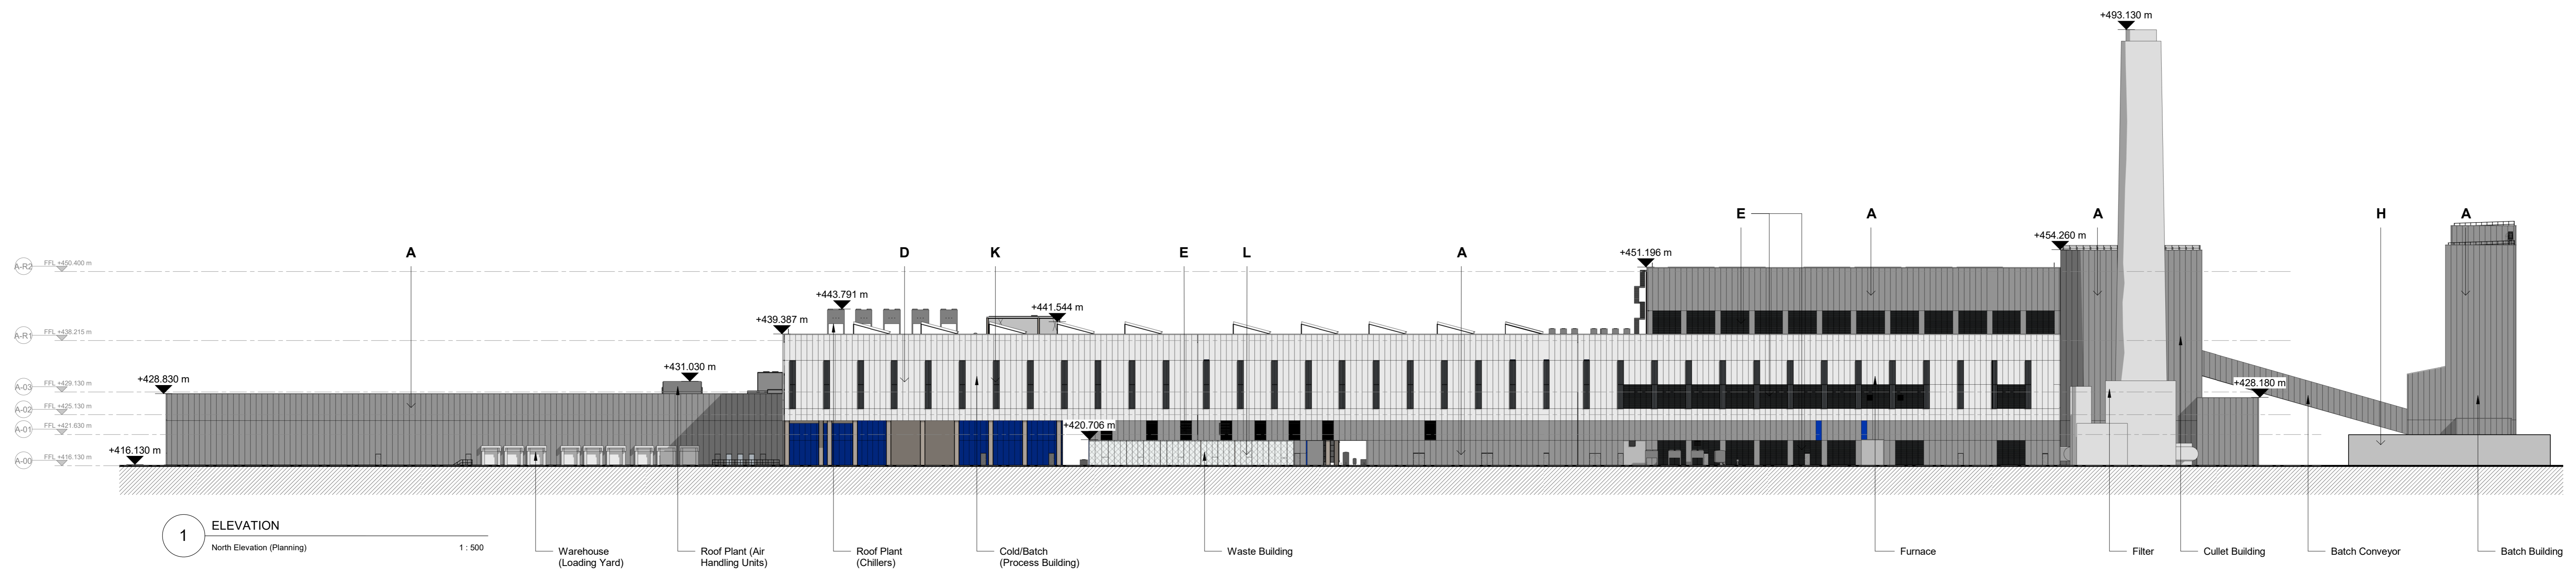 +493.130 m
E
A
A
H
A
+454.260 m
A
D
K
E
L
A
+451.196 m
A-R2
FFL +450.400 m
+443.791 m
+441.544 m
+439.387 m
A-R1
FFL +438.215 m
+431.030 m
+428.830 m
A-03
FFL +429.130 m
+428.180 m
A-02
FFL +425.130 m
A-01
FFL +421.630 m
+420.706 m
+416.130 m
A-00
FFL +416.130 m
1
ELEVATION
North Elevation (Planning)
1 : 500
Warehouse
(Loading Yard)
Roof Plant (Air
Handling Units)
Roof Plant
(Chillers)
Cold/Batch
(Process Building)
Waste Building
Furnace
Filter
Cullet Building
Batch Conveyor
Batch Building